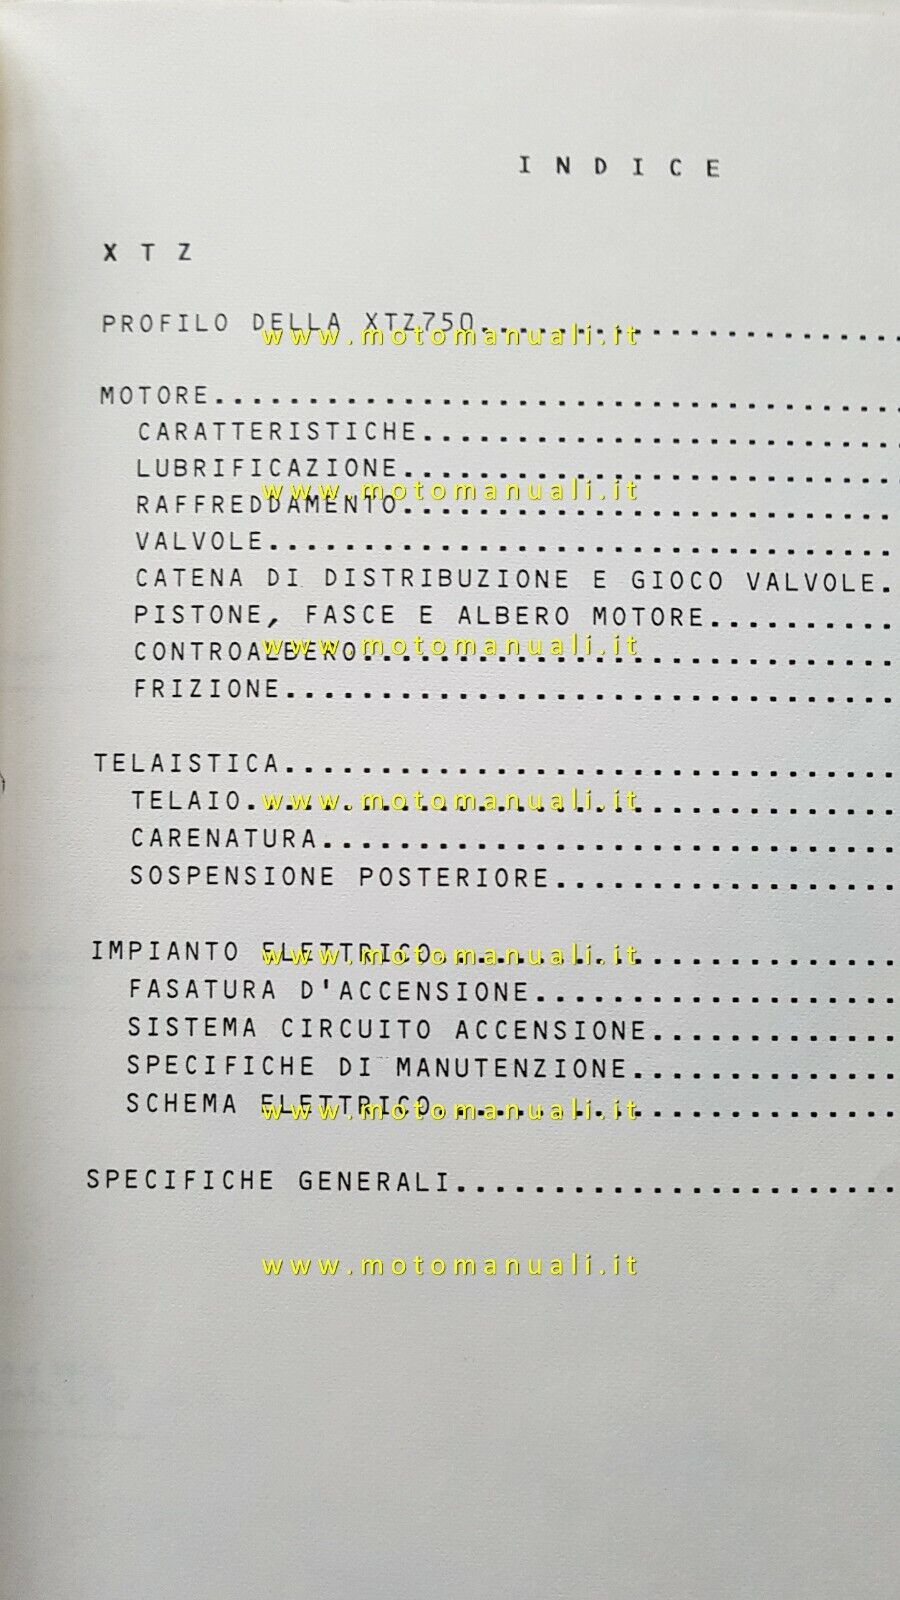 I N D I C E
X T Z
PROFILO DELLA XTZ750......................
www.motomanuali.it
MOTORE....................................
CARATTERISTICHE.........................
LUBRIFICAZIONE..........................
www.motomanuali.it
RAFFREDDAMENTO..........................
VALVOLE.................................
CATENA DI DISTRIBUZIONE E GIOCO VALVOLE.
PISTONE, FASCE E ALBERO MOTORE..........
www.motomanuali.it
CONTROALBERO............................
FRIZIONE................................
TELAISTICA................................
TELAIO..................................
www.motomanuali.it
CARENATURA..............................
SOSPENSIONE POSTERIORE..................
IMPIANTO ELETTRICO........................
www.motomanuali.it
FASATURA D'ACCENSIONE...................
SISTEMA CIRCUITO ACCENSIONE.............
SPECIFICHE DI MANUTENZIONE..............
SCHEMA ELETTRICO........................
www.motomanuali.it
SPECIFICHE GENERALI.......................
www.motomanuali.it